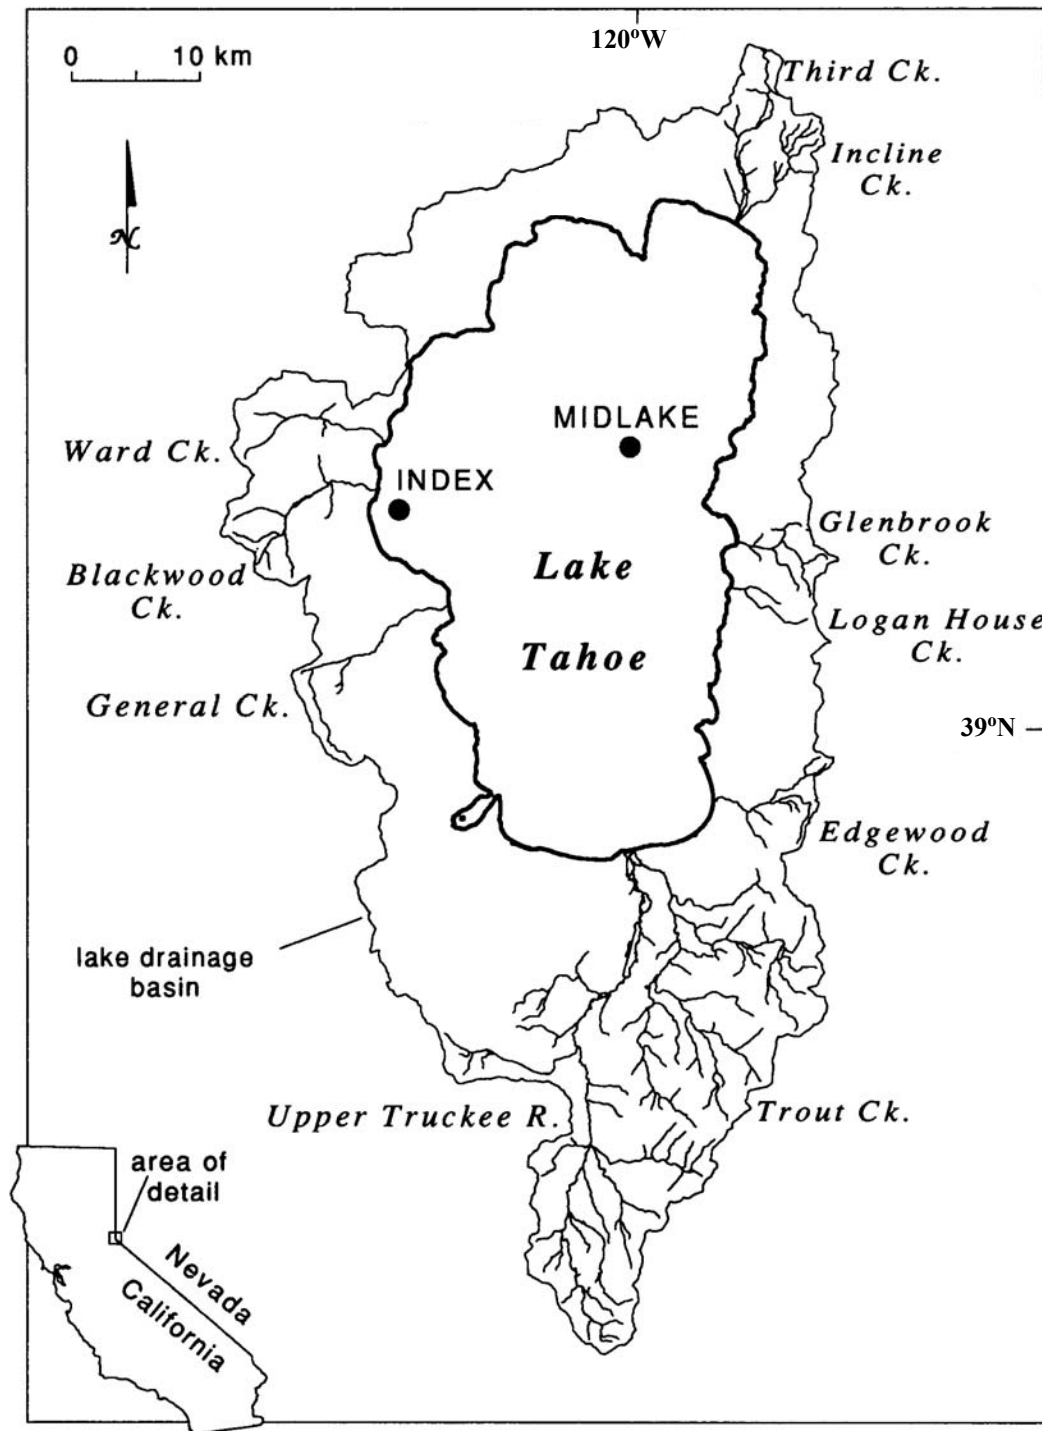 0 10 km
120°W
Third Ck.
Incline
Ck.
N
MIDLAKE
Ward Ck.
INDEX
Glenbrook
Ck.
Lake
Tahoe
Blackwood
Ck.
Logan House
Ck.
General Ck.
39°N
Edgewood
Ck.
lake drainage
basin
Upper Truckee R.
Trout Ck.
area of
detail
Nevada
California